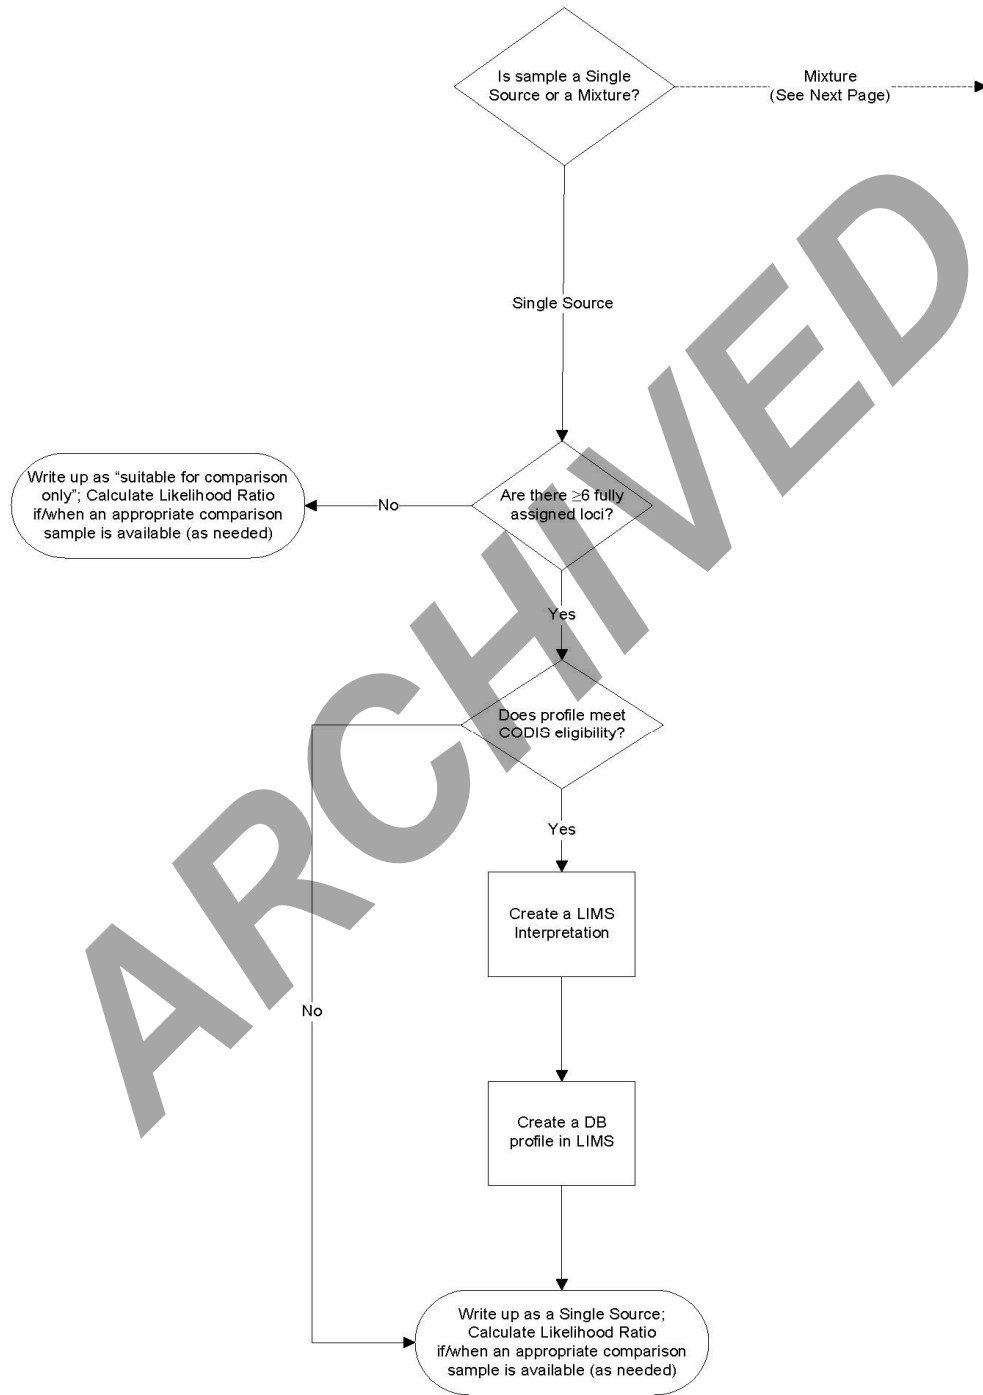 Is sample a Single
Source or a Mixture?
Mixture
(See Next Page)
Single Source
Write up as “suitable for comparison
only”; Calculate Likelihood Ratio
if/when an appropriate comparison
sample is available (as needed)
No
Are there ≥6 fully
assigned loci?
Yes
Does profile meet
CODIS eligibility?
Yes
Create a LIMS
Interpretation
No
Create a DB
profile in LIMS
Write up as a Single Source;
Calculate Likelihood Ratio
if/when an appropriate comparison
sample is available (as needed)
ARCHIVED